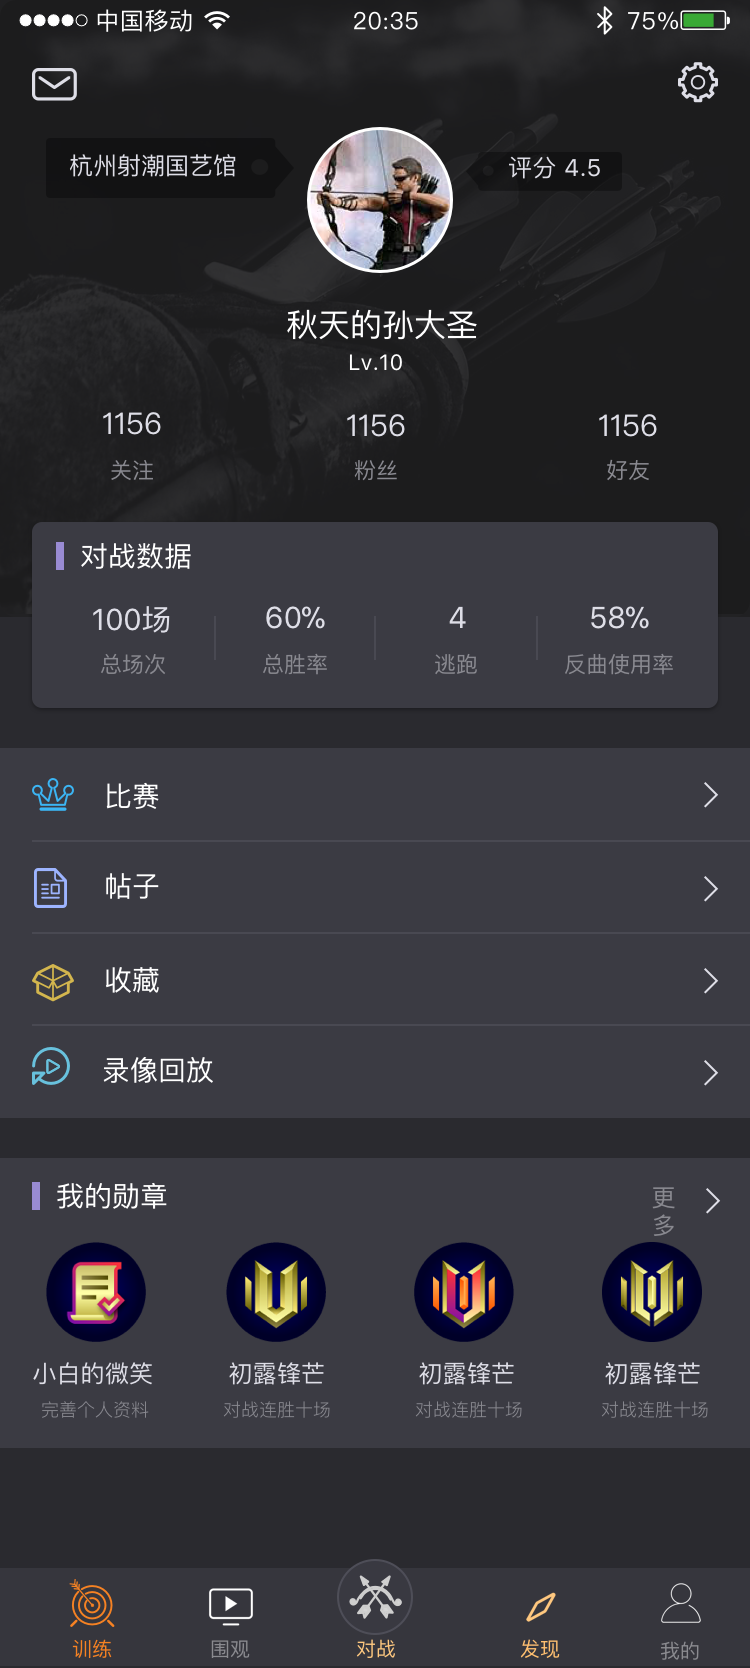 中国移动 20:35 75%
杭州射潮国艺馆
评分 4.5
秋天的孙大圣
Lv.10
1156 1156 1156
关注 粉丝 好友
对战数据
100场 60% 4 58%
总场次 总胜率 逃跑 反曲使用率
比赛
帖子
收藏
录像回放
我的勋章
更多
小白的微笑 初露锋芒 初露锋芒 初露锋芒
完善个人资料 对战连胜十场 对战连胜十场 对战连胜十场
训练 围观 对战 发现 我的